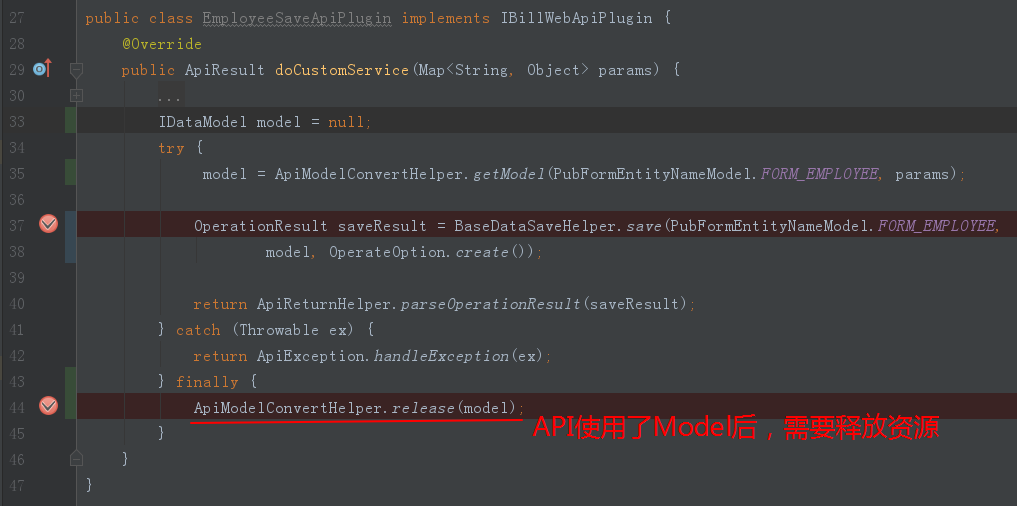 27 public class EmployeeSaveApiPlugin implements IBillWebApiPlugin {
28 @Override
29 public ApiResult doCustomService(Map<String, Object> params) {
30 ...
33 IDataModel model = null;
34 try {
35 model = ApiModelConvertHelper.getModel(PubFormEntityNameModel.FORM_EMPLOYEE, params);
36
37 OperationResult saveResult = BaseDataSaveHelper.save(PubFormEntityNameModel.FORM_EMPLOYEE,
38 model, OperateOption.create());
39
40 return ApiReturnHelper.parseOperationResult(saveResult);
41 } catch (Throwable ex) {
42 return ApiException.handleException(ex);
43 } finally {
44 ApiModelConvertHelper.release(model);
API使用了Model后，需要释放资源
45 }
46 }
47 }